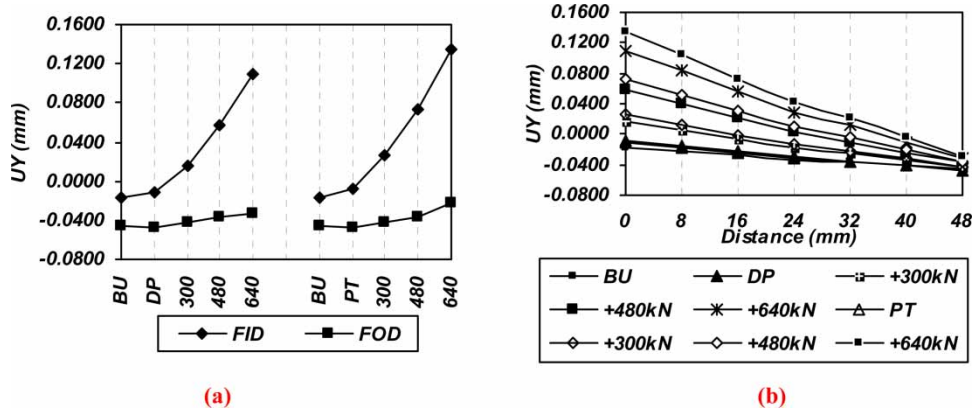 UY (mm)
0.1600
0.1200
0.0800
0.0400
0.0000
-0.0400
-0.0800
BU DP 300 480 640 BU PT 300 480 640
FID FOD
(a)
UY (mm)
0.1600
0.1200
0.0800
0.0400
0.0000
-0.0400
-0.0800
0 8 16 24 32 40 48
Distance (mm)
BU DP +300kN
+480kN +640kN PT
+300kN +480kN +640kN
(b)